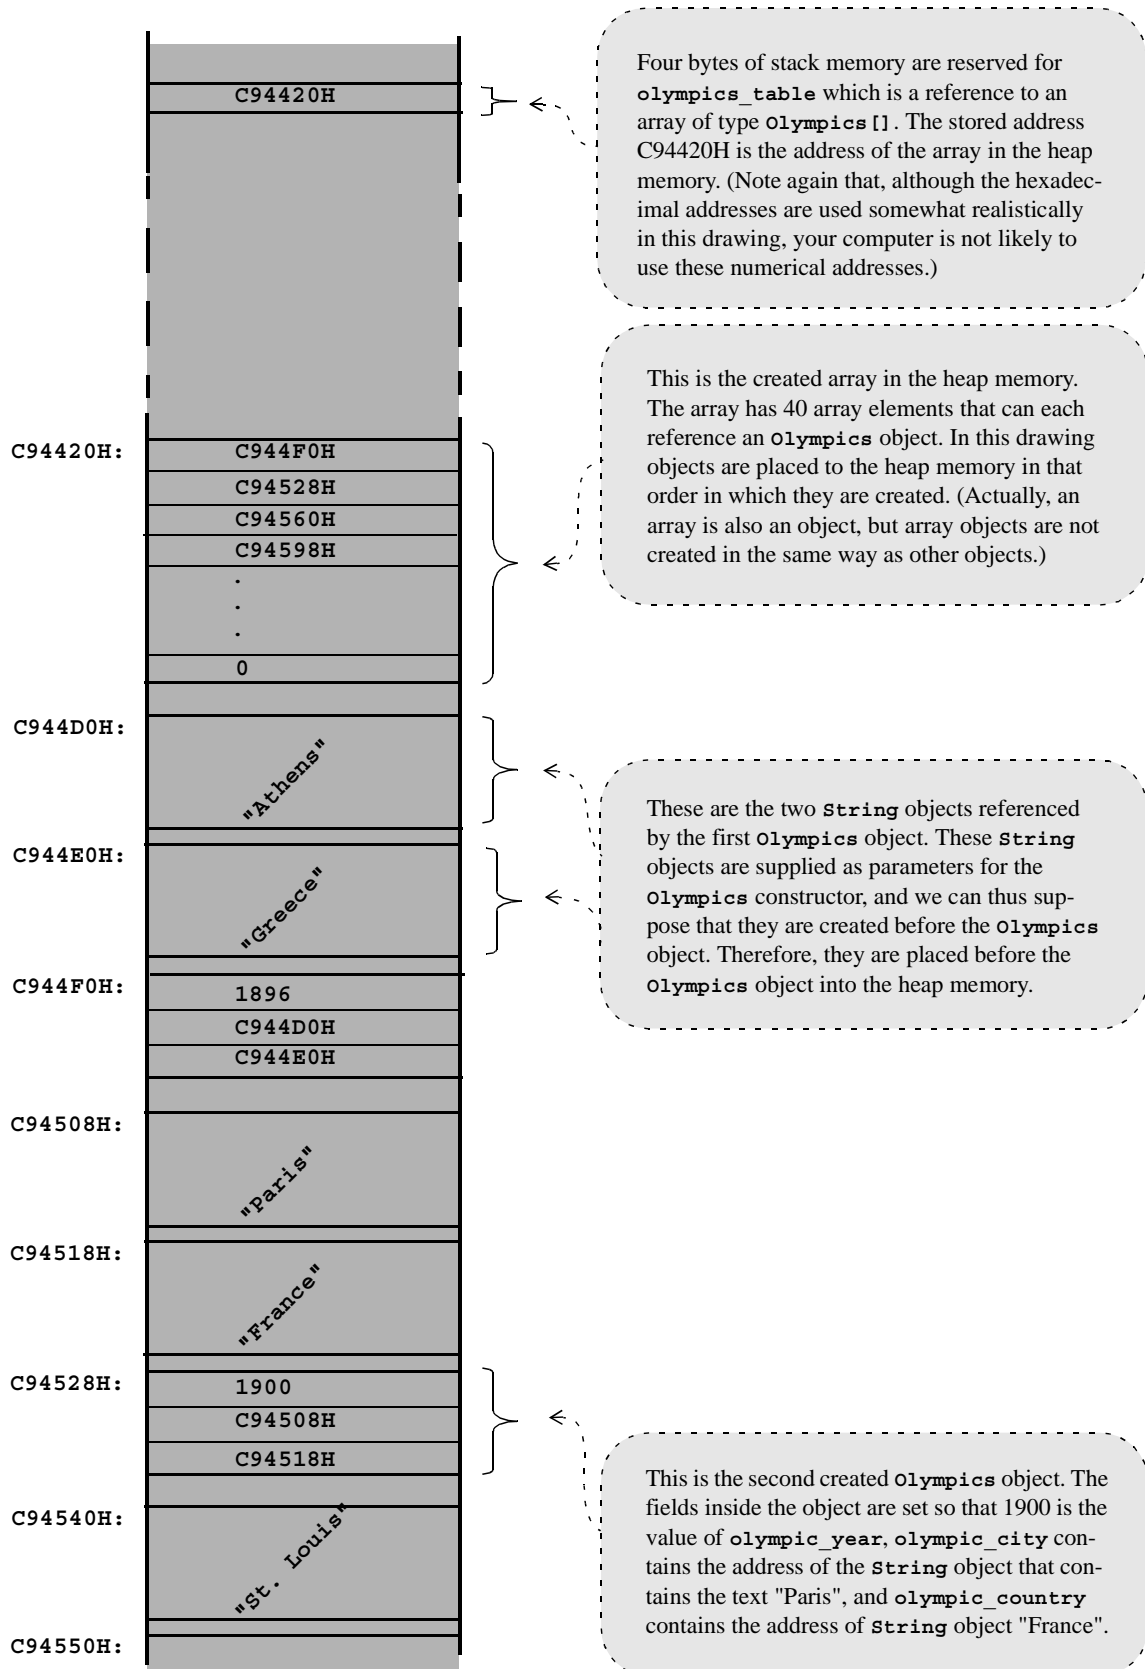 C94420H
Four bytes of stack memory are reserved for
olympics_table which is a reference to an
array of type Olympics[]. The stored address
C94420H is the address of the array in the heap
memory. (Note again that, although the hexadec-
imal addresses are used somewhat realistically
in this drawing, your computer is not likely to
use these numerical addresses.)
This is the created array in the heap memory.
The array has 40 array elements that can each
reference an Olympics object. In this drawing
objects are placed to the heap memory in that
order in which they are created. (Actually, an
array is also an object, but array objects are not
created in the same way as other objects.)
C94420H: C944F0H
C94528H
C94560H
C94598H
.
.
.
0
C944D0H:
"Athens"
These are the two String objects referenced
by the first Olympics object. These String
objects are supplied as parameters for the
Olympics constructor, and we can thus sup-
pose that they are created before the Olympics
object. Therefore, they are placed before the
Olympics object into the heap memory.
C944E0H:
"Greece"
C944F0H: 1896
C944D0H
C944E0H
C94508H:
"Paris"
C94518H:
"France"
C94528H: 1900
C94508H
C94518H
This is the second created Olympics object. The
fields inside the object are set so that 1900 is the
value of olympic_year, olympic_city con-
tains the address of the String object that con-
tains the text "Paris", and olympic_country
contains the address of String object "France".
C94540H:
"St. Louis"
C94550H: